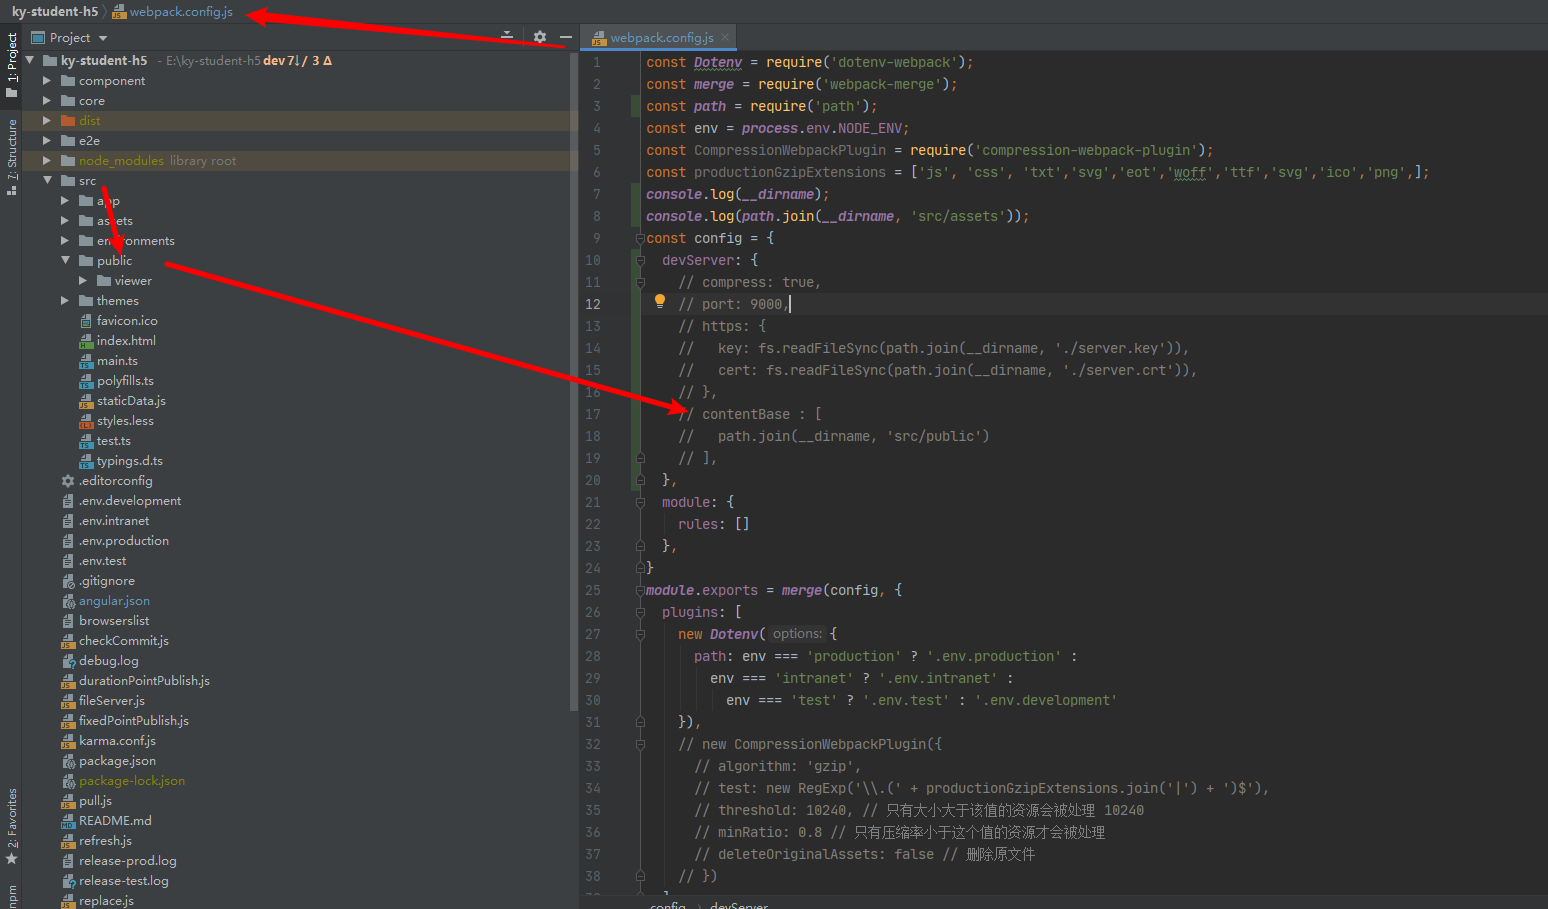 ky-student-h5 〉 webpack.config.js
1: Project
7: Structure
2: Favorites
npm
Project
ky-student-h5 - E:\ky-student-h5 dev 7↓/ 3 Δ
component
core
dist
e2e
node_modules library root
src
app
assets
environments
public
viewer
themes
favicon.ico
index.html
main.ts
polyfills.ts
staticData.js
styles.less
test.ts
typings.d.ts
.editorconfig
.env.development
.env.intranet
.env.production
.env.test
.gitignore
angular.json
browserslist
checkCommit.js
debug.log
durationPointPublish.js
fileServer.js
fixedPointPublish.js
karma.conf.js
package.json
package-lock.json
pull.js
README.md
refresh.js
release-prod.log
release-test.log
replace.js
webpack.config.js ×
1 const Dotenv = require('dotenv-webpack');
2 const merge = require('webpack-merge');
3 const path = require('path');
4 const env = process.env.NODE_ENV;
5 const CompressionWebpackPlugin = require('compression-webpack-plugin');
6 const productionGzipExtensions = ['js', 'css', 'txt','svg','eot','woff','ttf','svg','ico','png',];
7 console.log(__dirname);
8 console.log(path.join(__dirname, 'src/assets'));
9 const config = {
10 devServer: {
11 // compress: true,
12 // port: 9000,
13 // https: {
14 // key: fs.readFileSync(path.join(__dirname, './server.key')),
15 // cert: fs.readFileSync(path.join(__dirname, './server.crt')),
16 // },
17 // contentBase : [
18 // path.join(__dirname, 'src/public')
19 // ],
20 },
21 module: {
22 rules: []
23 },
24 }
25 module.exports = merge(config, {
26 plugins: [
27 new Dotenv( options: {
28 path: env === 'production' ? '.env.production' :
29 env === 'intranet' ? '.env.intranet' :
30 env === 'test' ? '.env.test' : '.env.development'
31 }),
32 // new CompressionWebpackPlugin({
33 // algorithm: 'gzip',
34 // test: new RegExp('\\.(' + productionGzipExtensions.join('|') + ')$'),
35 // threshold: 10240, // 只有大小大于该值的资源会被处理 10240
36 // minRatio: 0.8 // 只有压缩率小于这个值的资源才会被处理
37 // deleteOriginalAssets: false // 删除原文件
38 // })
config 〉 devServer